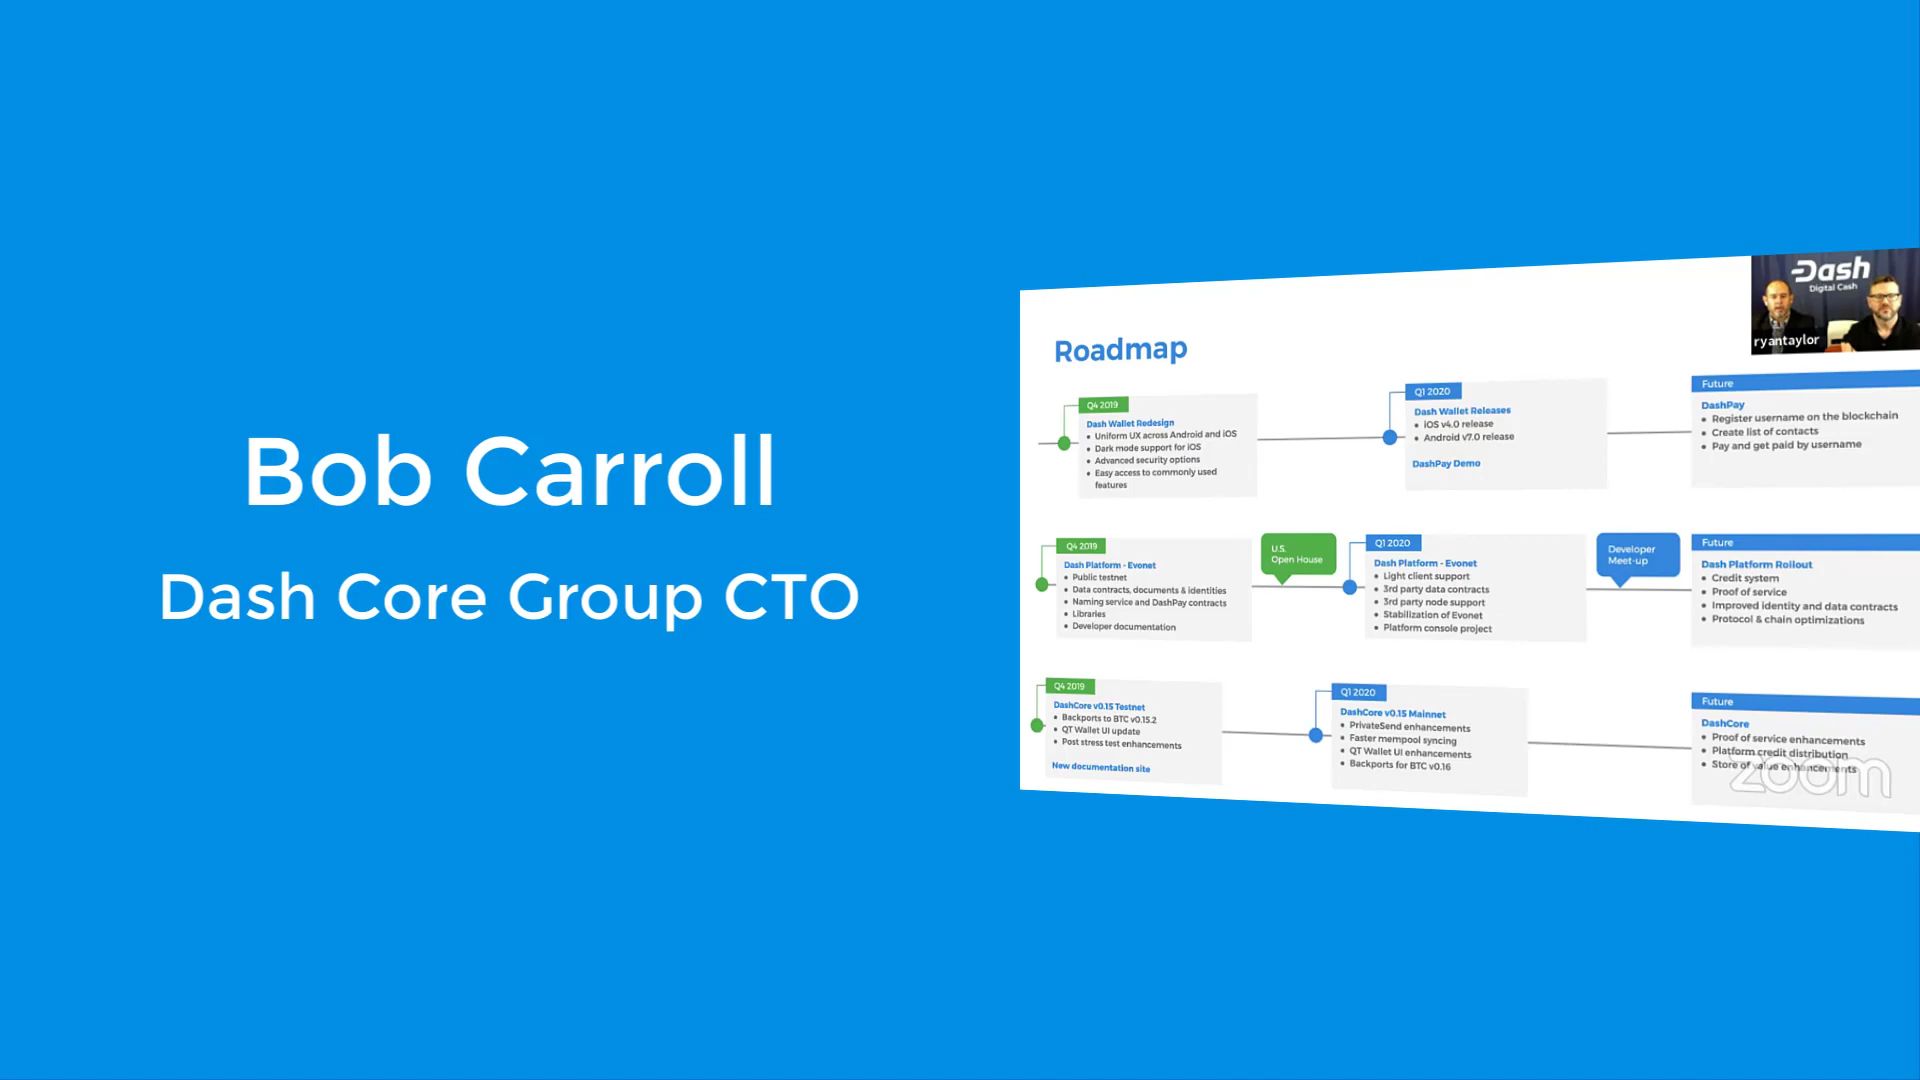 Bob Carroll
Dash Core Group CTO
Dash
Digital Cash
ryantaylor
Roadmap
Q4 2019
Dash Wallet Redesign
• Uniform UX across Android and iOS
• Dark mode support for iOS
• Advanced security options
• Easy access to commonly used
features
Q1 2020
Dash Wallet Releases
• iOS v4.0 release
• Android v7.0 release
DashPay Demo
Future
DashPay
• Register username on the blockchain
• Create list of contacts
• Pay and get paid by username
Q4 2019
Dash Platform - Evonet
• Public testnet
• Data contracts, documents & identities
• Naming service and DashPay contracts
• Libraries
• Developer documentation
U.S.
Open House
Q1 2020
Dash Platform - Evonet
• Light client support
• 3rd party data contracts
• 3rd party node support
• Stabilization of Evonet
• Platform console project
Developer
Meet-up
Future
Dash Platform Rollout
• Credit system
• Proof of service
• Improved identity and data contracts
• Protocol & chain optimizations
Q4 2019
DashCore v0.15 Testnet
• Backports to BTC v0.15.2
• QT Wallet UI update
• Post stress test enhancements
New documentation site
Q1 2020
DashCore v0.15 Mainnet
• PrivateSend enhancements
• Faster mempool syncing
• QT Wallet UI enhancements
• Backports for BTC v0.16
Future
DashCore
• Proof of service enhancements
• Platform credit distribution
• Store of value enhancements
zoom